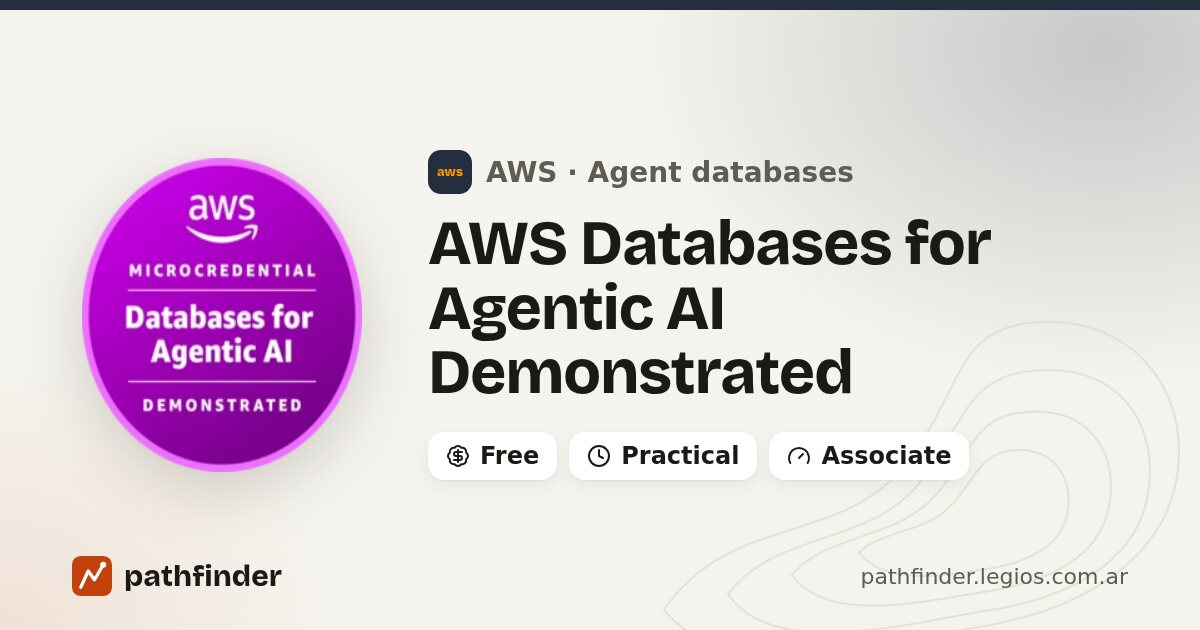 aws
MICROCREDENTIAL
Databases for
Agentic AI
DEMONSTRATED
aws
AWS · Agent databases
AWS Databases for
Agentic AI
Demonstrated
Free
Practical
Associate
pathfinder
pathfinder.legios.com.ar